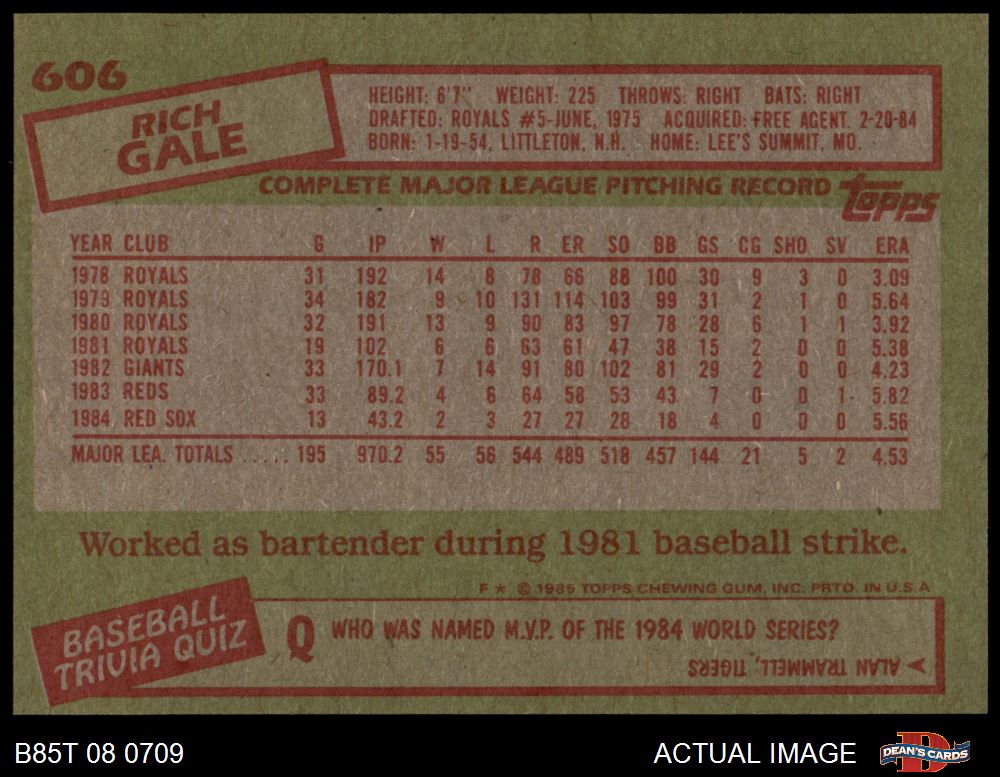 606
RICH
GALE
HEIGHT: 6'7" WEIGHT: 225 THROWS: RIGHT BATS: RIGHT
DRAFTED: ROYALS #5-JUNE, 1975 ACQUIRED: FREE AGENT, 2-20-84
BORN: 1-19-54, LITTLETON, N.H. HOME: LEE'S SUMMIT, MO.
COMPLETE MAJOR LEAGUE PITCHING RECORD topps
YEAR CLUB G IP W L R ER SO BB GS CG SHO SV ERA
1978 ROYALS 31 192 14 8 78 66 88 100 30 9 3 0 3.09
1979 ROYALS 34 182 9 10 131 114 103 99 31 2 1 0 5.64
1980 ROYALS 32 191 13 9 90 83 97 78 28 6 1 1 3.92
1981 ROYALS 19 102 6 6 63 61 47 38 15 2 0 0 5.38
1982 GIANTS 33 170.1 7 14 91 80 102 81 29 2 0 0 4.23
1983 REDS 33 89.2 4 6 64 58 53 43 7 0 0 1 5.82
1984 RED SOX 13 43.2 2 3 27 27 28 18 4 0 0 0 5.56
MAJOR LEA. TOTALS ..... 195 970.2 55 56 544 489 518 457 144 21 5 2 4.53
Worked as bartender during 1981 baseball strike.
F * © 1985 TOPPS CHEWING GUM, INC. PRTD. IN U.S.A
BASEBALL
TRIVIA QUIZ
Q WHO WAS NAMED M.V.P. OF THE 1984 WORLD SERIES?
ALAN TRAMMELL, TIGERS
B85T 08 0709
ACTUAL IMAGE
D
DEAN'S CARDS